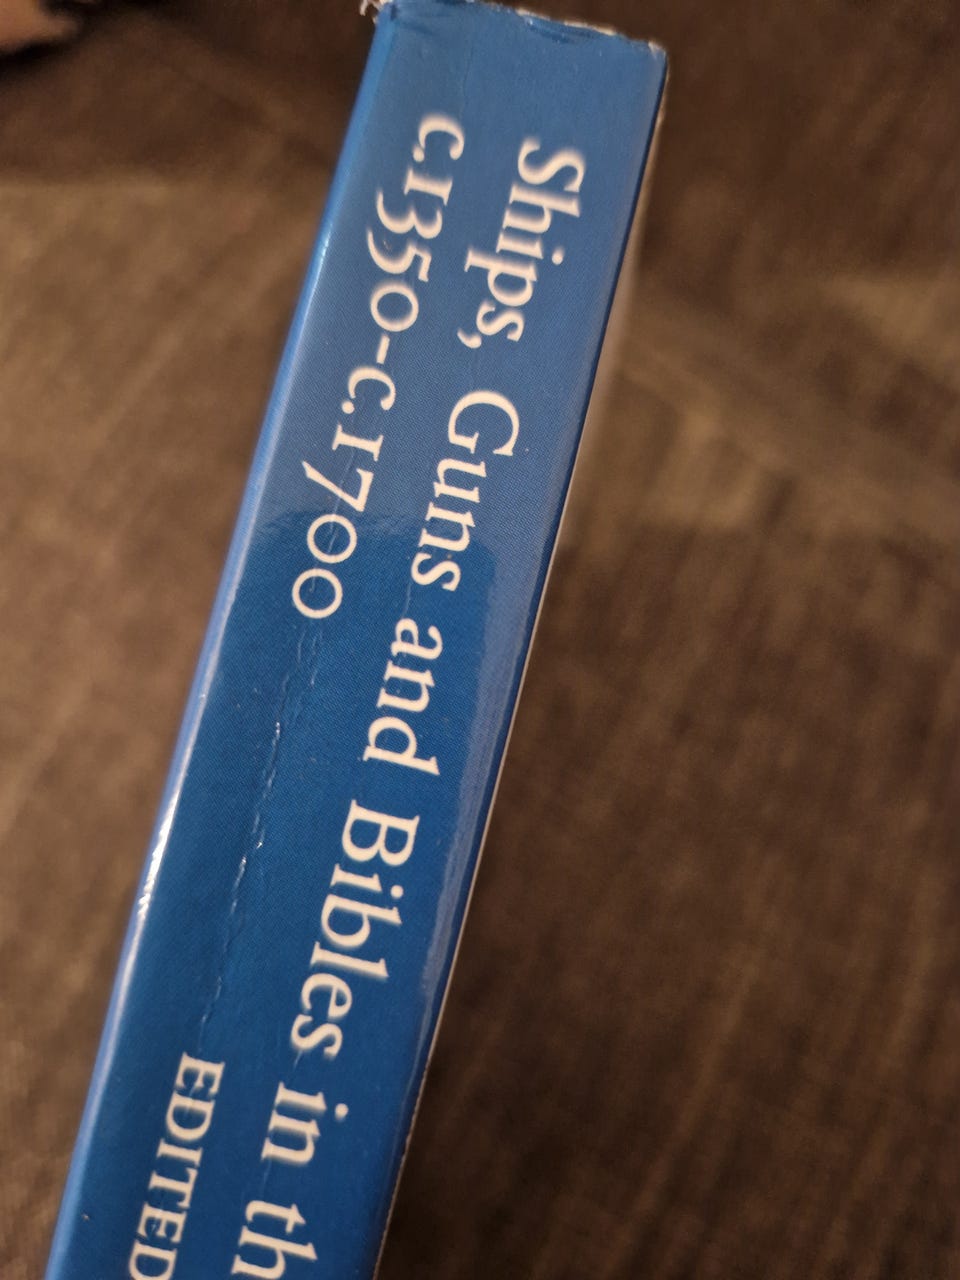 Ships, Guns and Bibles in th
c.1350-c.1700
EDITED